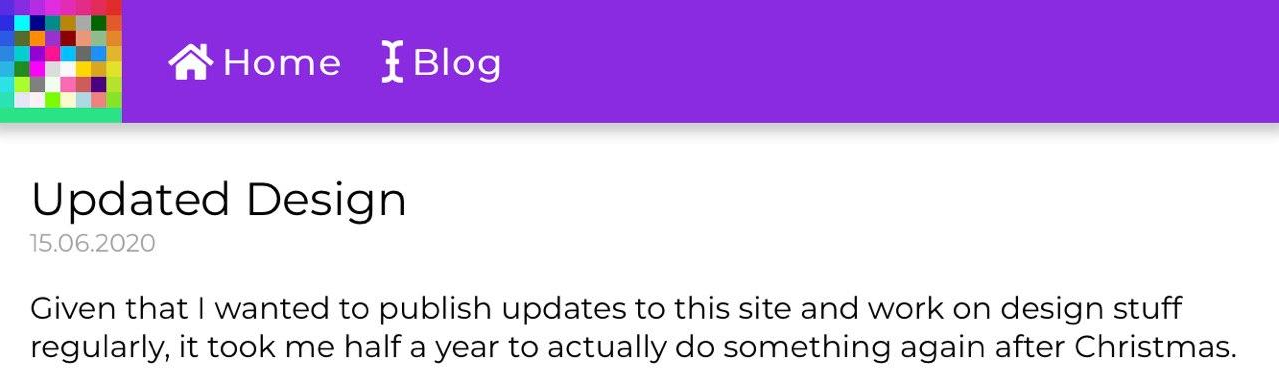 Home Blog
Updated Design
15.06.2020
Given that I wanted to publish updates to this site and work on design stuff
regularly, it took me half a year to actually do something again after Christmas.